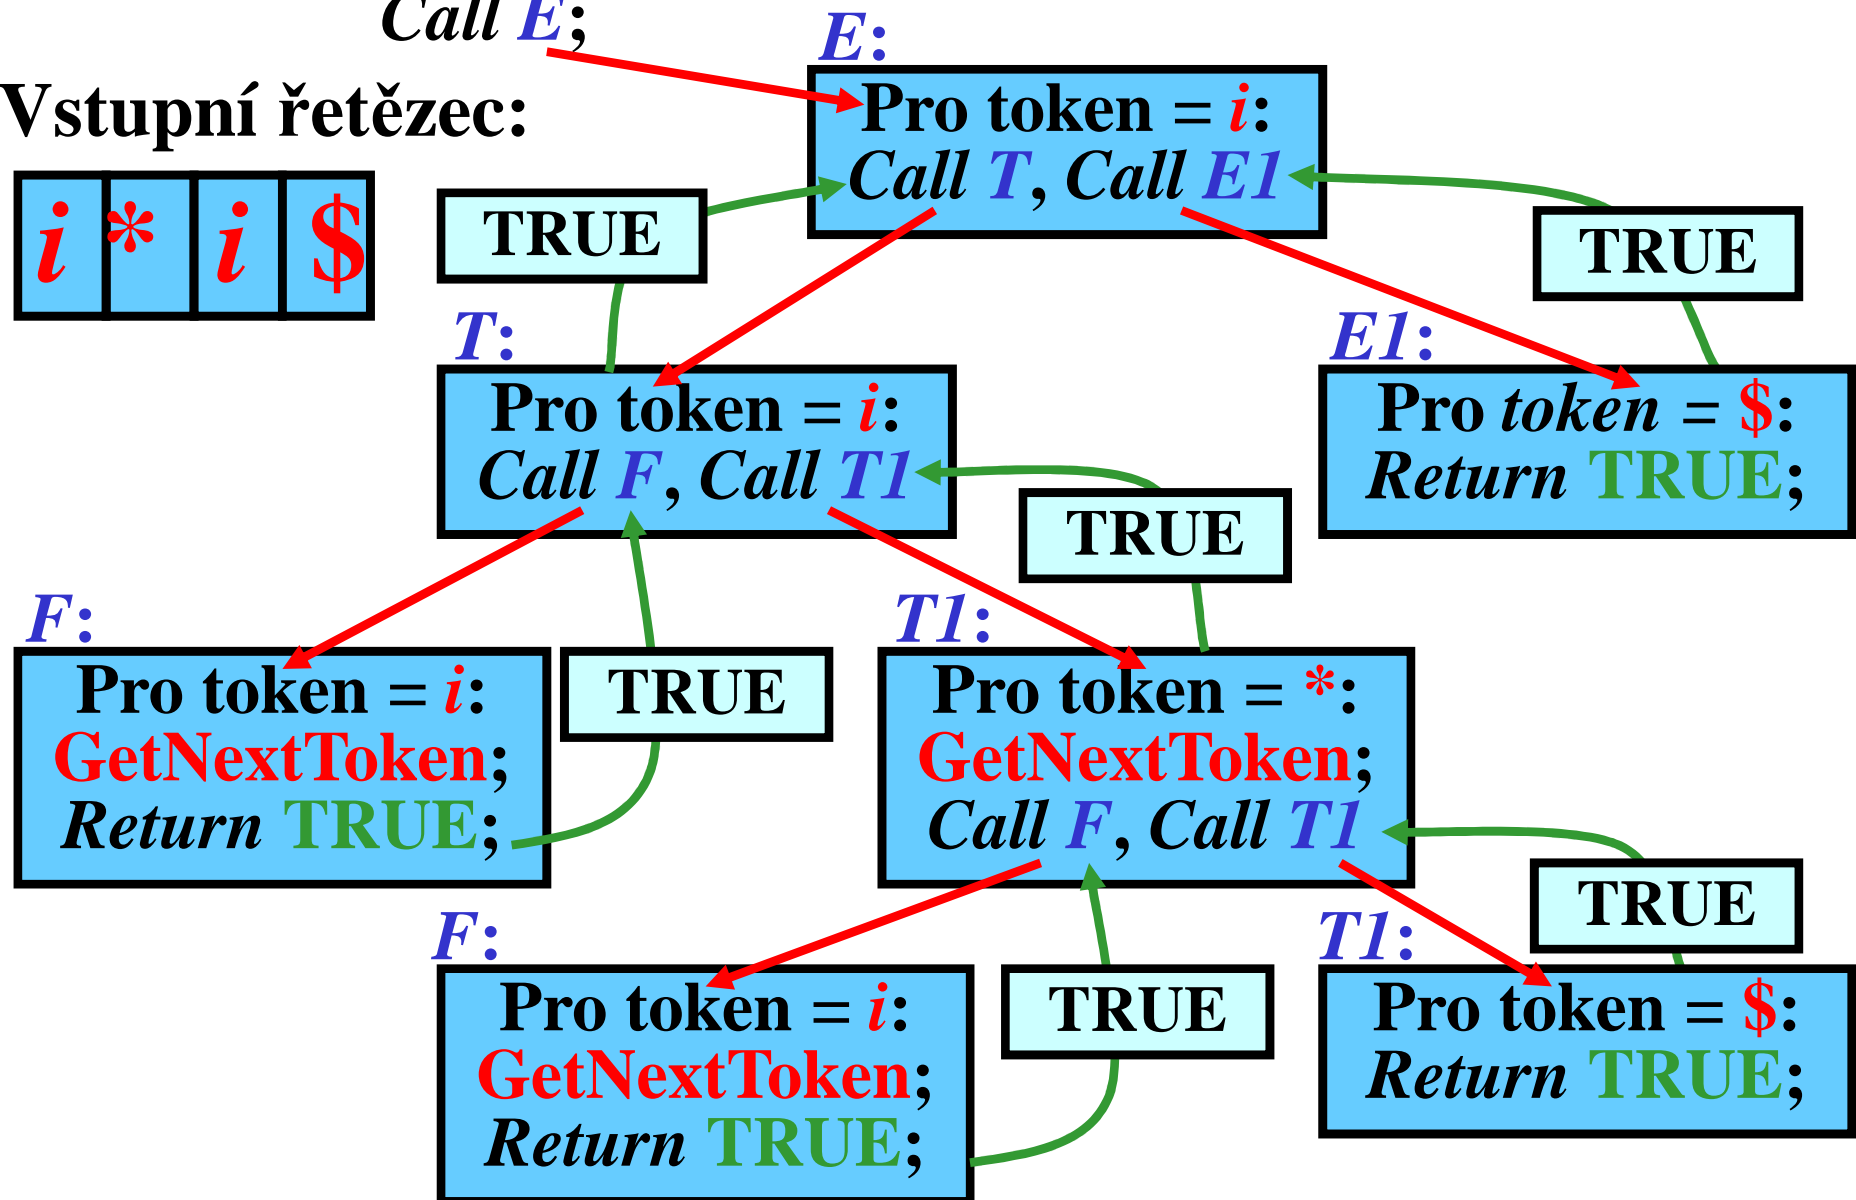 Call E;
E:
Vstupní řetězec:
Pro token = i:
Call T, Call E1
i * i $
TRUE
TRUE
T:
E1:
Pro token = i:
Call F, Call T1
Pro token = $:
Return TRUE;
TRUE
F:
T1:
Pro token = i:
GetNextToken;
Return TRUE;
TRUE
Pro token = *:
GetNextToken;
Call F, Call T1
TRUE
F:
T1:
Pro token = i:
GetNextToken;
Return TRUE;
TRUE
Pro token = $:
Return TRUE;